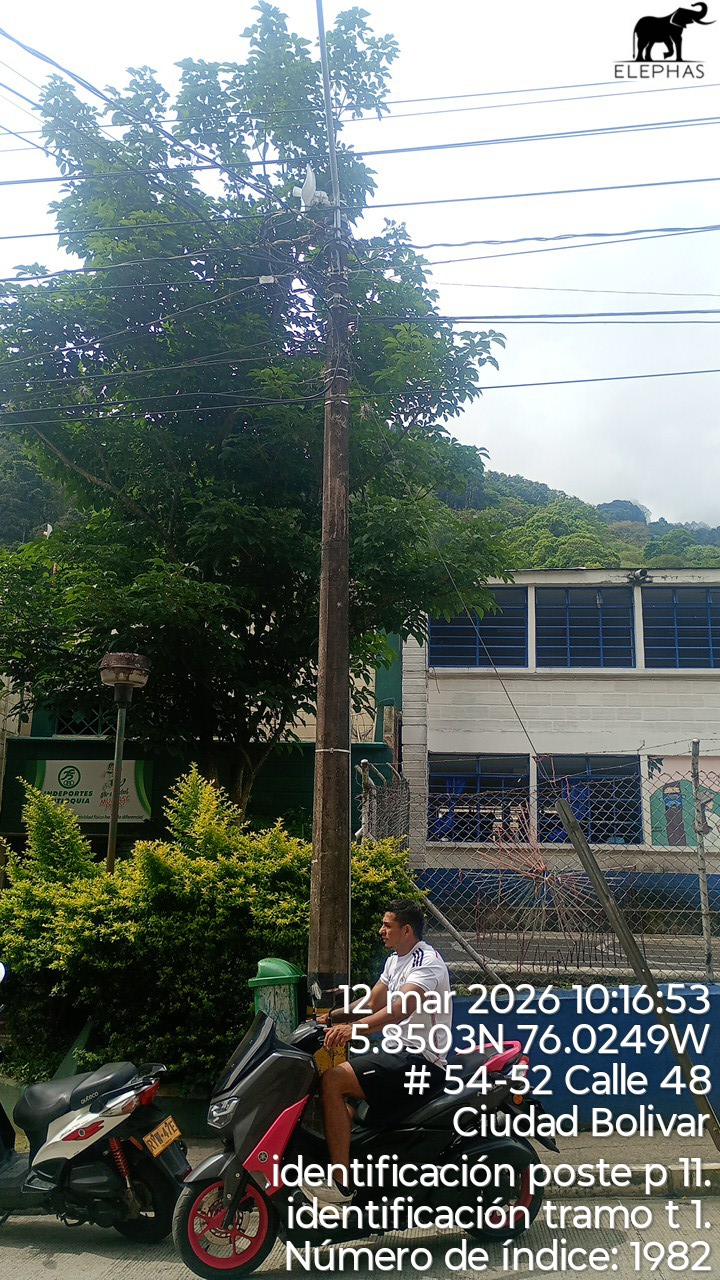 ELEPHAS
INDEPORTES
ANTIOQUIA
auteco
12 mar 2026 10:16:53
5.8503N 76.0249W
# 54-52 Calle 48
Ciudad Bolivar
.identificación poste p 11.
identificación tramo t 1.
Número de índice: 1982